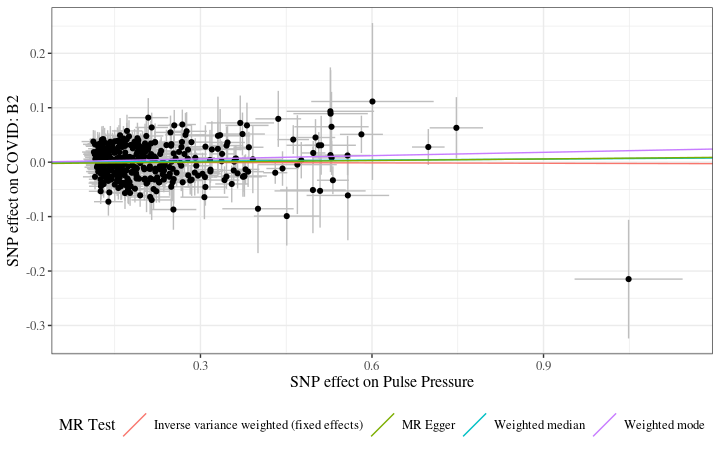 SNP effect on COVID: B2
0.2
0.1
0.0
-0.1
-0.2
-0.3
0.3 0.6 0.9
SNP effect on Pulse Pressure
MR Test Inverse variance weighted (fixed effects) MR Egger Weighted median Weighted mode